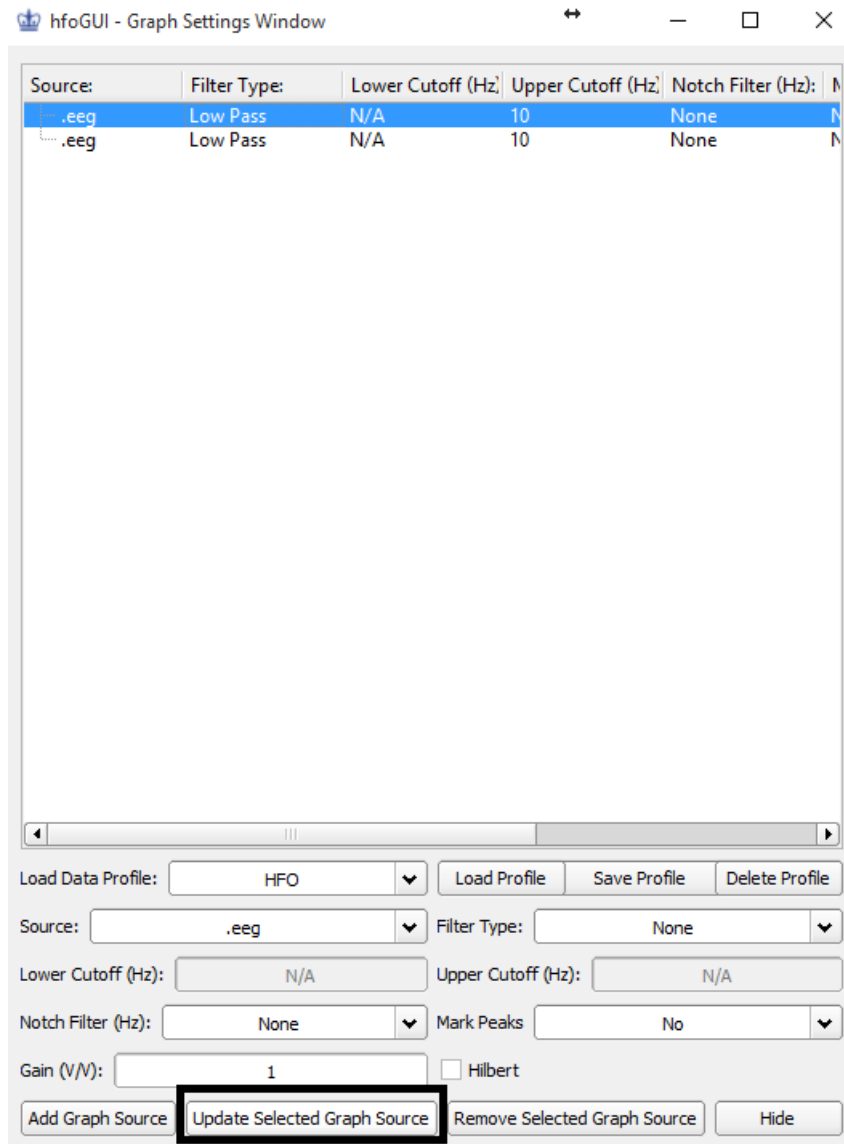 hfoGUI - Graph Settings Window
Source: Filter Type: Lower Cutoff (Hz) Upper Cutoff (Hz) Notch Filter (Hz):
.eeg Low Pass N/A 10 None
.eeg Low Pass N/A 10 None
Load Data Profile: HFO Load Profile Save Profile Delete Profile
Source: .eeg Filter Type: None
Lower Cutoff (Hz): N/A Upper Cutoff (Hz): N/A
Notch Filter (Hz): None Mark Peaks No
Gain (V/V): 1 Hilbert
Add Graph Source Update Selected Graph Source Remove Selected Graph Source Hide